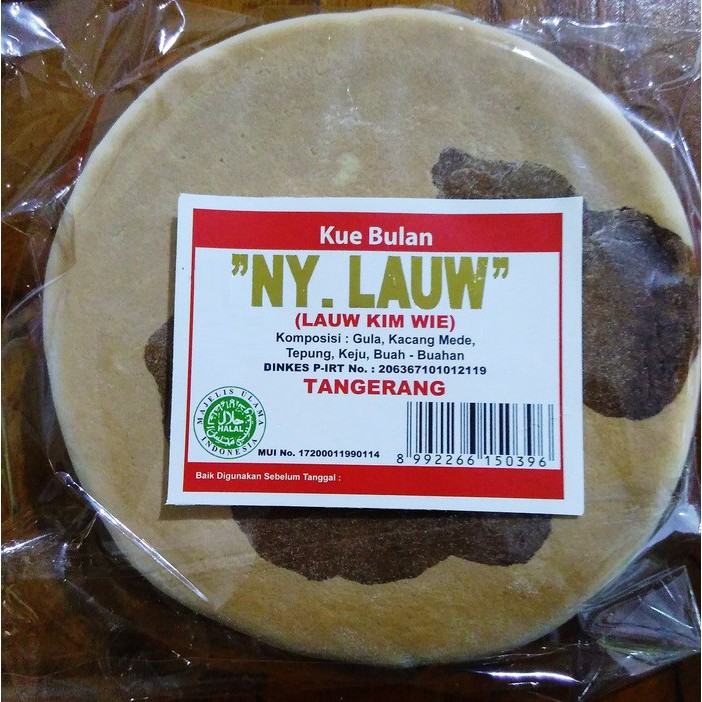 Kue Bulan
"NY. LAUW"
(LAUW KIM WIE)
Komposisi : Gula, Kacang Mede,
Tepung, Keju, Buah - Buahan
DINKES P-IRT No. : 206367101012119
TANGERANG
MAJELIS ULAMA
حلال
HALAL
INDONESIA
MUI No. 17200011990114
8 992266 150396
Baik Digunakan Sebelum Tanggal :